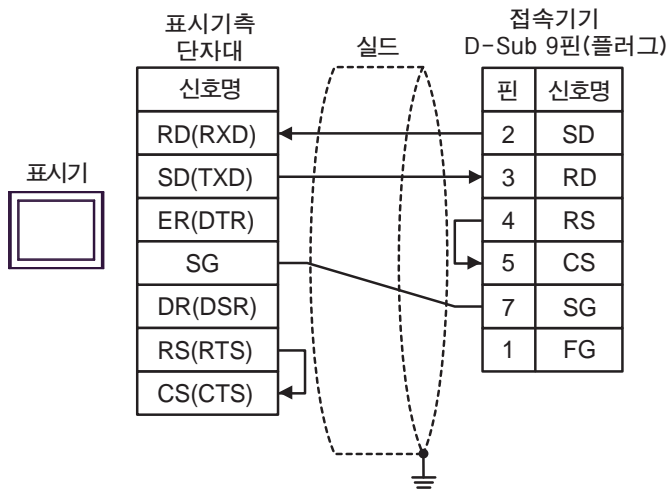 표시기측
단자대
실드
접속기기
D-Sub 9핀(플러그)
표시기
신호명
RD(RXD)
SD(TXD)
ER(DTR)
SG
DR(DSR)
RS(RTS)
CS(CTS)
핀 신호명
2 SD
3 RD
4 RS
5 CS
7 SG
1 FG